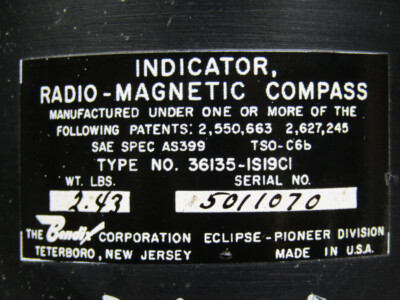 INDICATOR,
RADIO-MAGNETIC COMPASS
MANUFACTURED UNDER ONE OR MORE OF THE
FOLLOWING PATENTS: 2,550,663 2,627,245
SAE SPEC AS399 TSO-C6b
TYPE NO. 36135-1S19C1
WT. LBS. SERIAL NO.
2.43 5011070
THE Bendix CORPORATION ECLIPSE-PIONEER DIVISION
TETERBORO, NEW JERSEY MADE IN U.S.A.